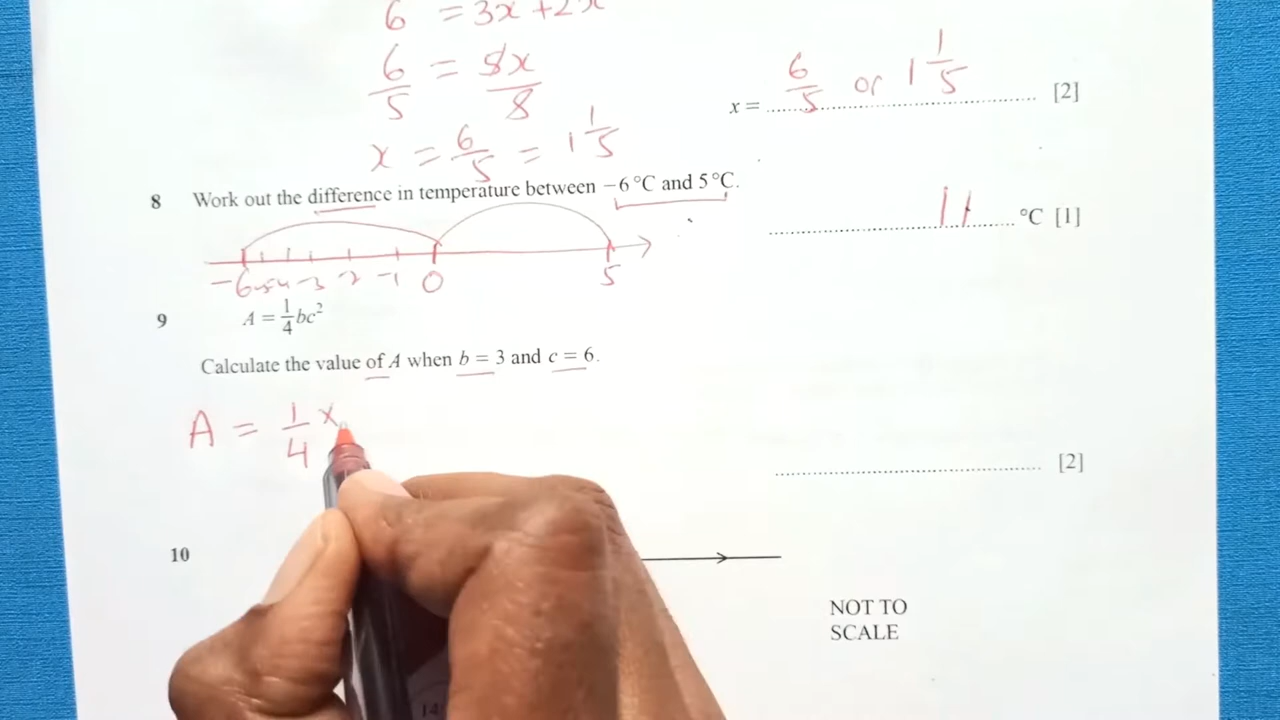 6 = 3x + 2x
6/5 = 5x/8
x = 6/5 = 1 1/5
x = 6/5 or 1 1/5 [2]
8 Work out the difference in temperature between −6 °C and 5 °C.
11 °C [1]
-6 -5 -4 -3 -2 -1 0 5
9 A = 1/4 bc²
Calculate the value of A when b = 3 and c = 6.
A = 1/4 x
[2]
10
NOT TO
SCALE